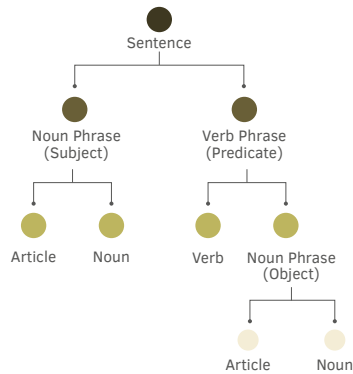 Sentence
Noun Phrase
(Subject)
Verb Phrase
(Predicate)
Article
Noun
Verb
Noun Phrase
(Object)
Article
Noun